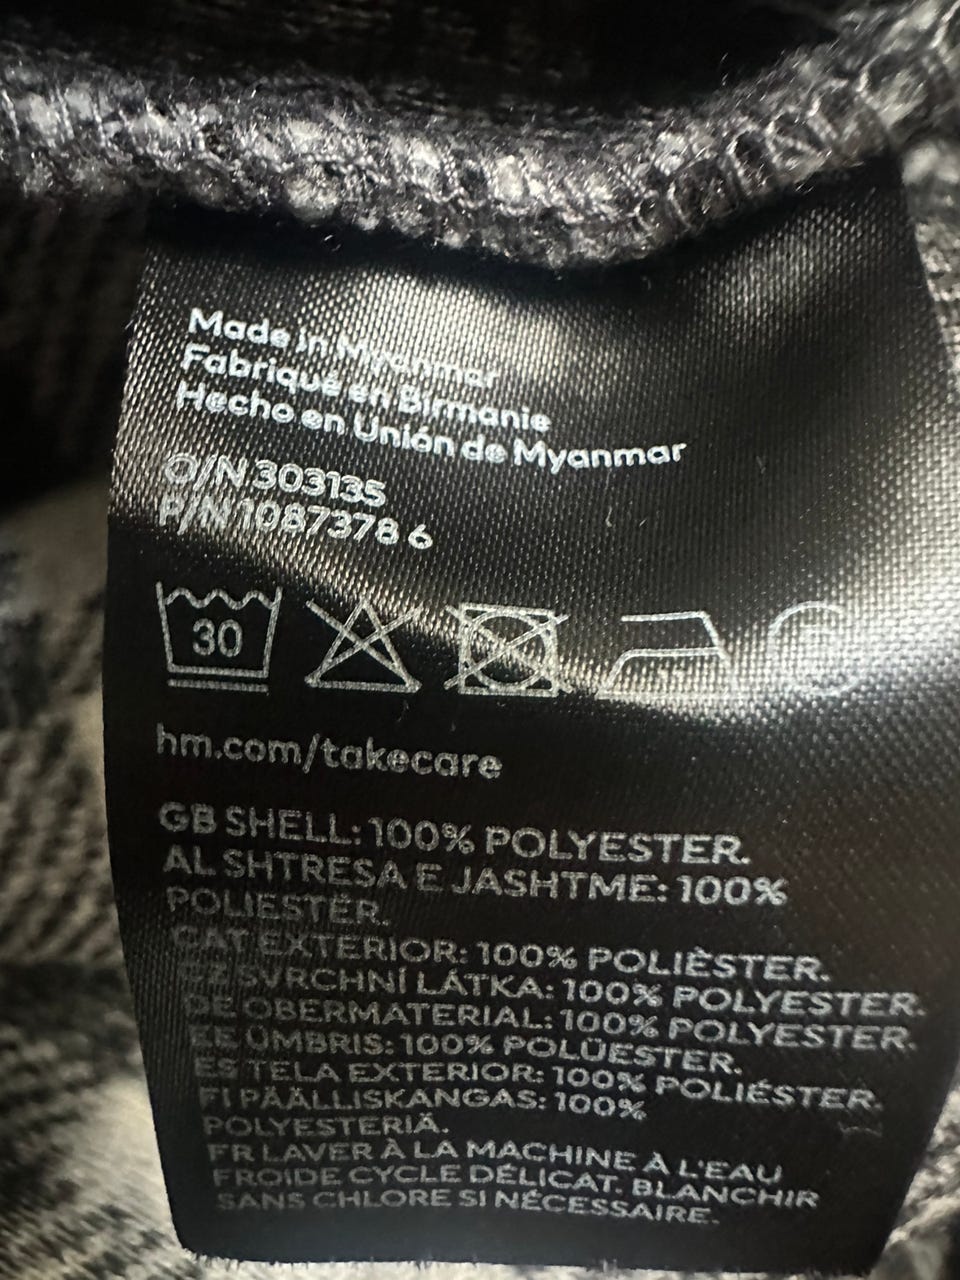 Made in Myanmar
Fabriqué en Birmanie
Hecho en Unión de Myanmar
O/N 303135
P/N 1087378 6
30
hm.com/takecare
GB SHELL: 100% POLYESTER.
AL SHTRESA E JASHTME: 100%
POLIESTËR.
CAT EXTERIOR: 100% POLIÈSTER.
CZ SVRCHNÍ LÁTKA: 100% POLYESTER.
DE OBERMATERIAL: 100% POLYESTER.
EE ÜMBRIS: 100% POLÜESTER.
ES TELA EXTERIOR: 100% POLIÉSTER.
FI PÄÄLLISKANGAS: 100%
POLYESTERIÄ.
FR LAVER À LA MACHINE À L'EAU
FROIDE CYCLE DÉLICAT. BLANCHIR
SANS CHLORE SI NÉCESSAIRE.